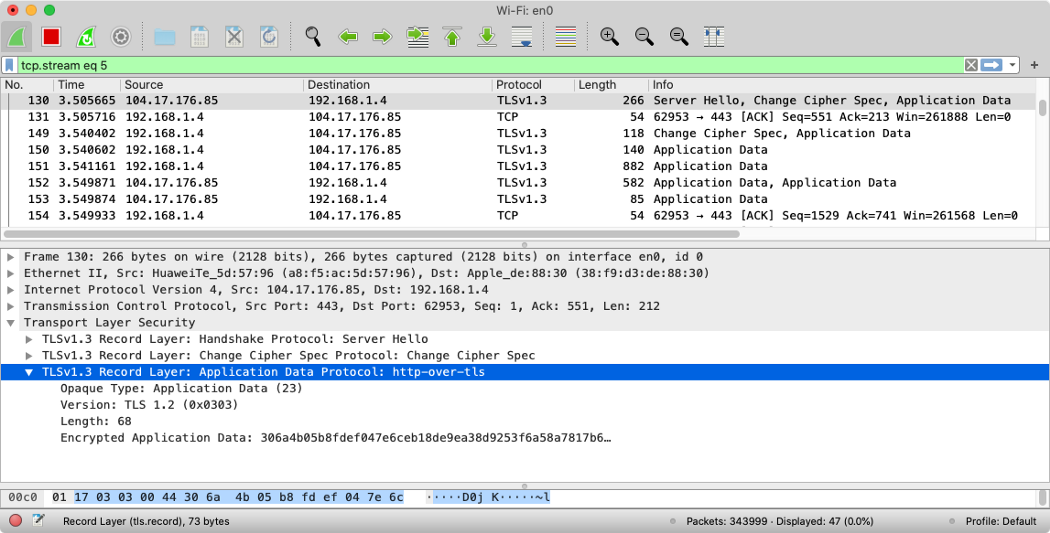 Wi-Fi: en0
tcp.stream eq 5
No. Time Source Destination Protocol Length Info
130 3.505665 104.17.176.85 192.168.1.4 TLSv1.3 266 Server Hello, Change Cipher Spec, Application Data
131 3.505716 192.168.1.4 104.17.176.85 TCP 54 62953 → 443 [ACK] Seq=551 Ack=213 Win=261888 Len=0
149 3.540402 192.168.1.4 104.17.176.85 TLSv1.3 118 Change Cipher Spec, Application Data
150 3.540602 192.168.1.4 104.17.176.85 TLSv1.3 140 Application Data
151 3.541161 192.168.1.4 104.17.176.85 TLSv1.3 882 Application Data
152 3.549871 104.17.176.85 192.168.1.4 TLSv1.3 582 Application Data, Application Data
153 3.549874 104.17.176.85 192.168.1.4 TLSv1.3 85 Application Data
154 3.549933 192.168.1.4 104.17.176.85 TCP 54 62953 → 443 [ACK] Seq=1529 Ack=741 Win=261568 Len=0
Frame 130: 266 bytes on wire (2128 bits), 266 bytes captured (2128 bits) on interface en0, id 0
Ethernet II, Src: HuaweiTe_5d:57:96 (a8:f5:ac:5d:57:96), Dst: Apple_de:88:30 (38:f9:d3:de:88:30)
Internet Protocol Version 4, Src: 104.17.176.85, Dst: 192.168.1.4
Transmission Control Protocol, Src Port: 443, Dst Port: 62953, Seq: 1, Ack: 551, Len: 212
Transport Layer Security
TLSv1.3 Record Layer: Handshake Protocol: Server Hello
TLSv1.3 Record Layer: Change Cipher Spec Protocol: Change Cipher Spec
TLSv1.3 Record Layer: Application Data Protocol: http-over-tls
Opaque Type: Application Data (23)
Version: TLS 1.2 (0x0303)
Length: 68
Encrypted Application Data: 306a4b05b8fdef047e6ceb18de9ea38d9253f6a58a7817b6…
00c0 01 17 03 03 00 44 30 6a 4b 05 b8 fd ef 04 7e 6c ·····D0j K·····~l
Record Layer (tls.record), 73 bytes Packets: 343999 · Displayed: 47 (0.0%) Profile: Default